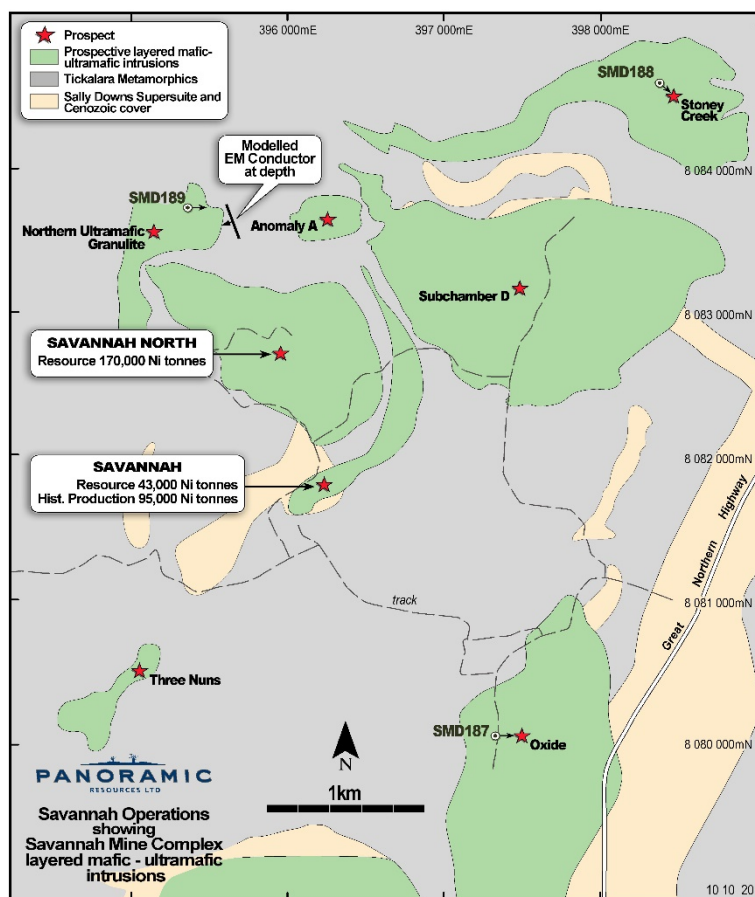 396 000mE
397 000mE
398 000mE
Prospect
Prospective layered mafic-
ultramafic intrusions
Tickalara Metamorphics
Sally Downs Supersuite and
Cenozoic cover
SMD188
Stoney
Creek
Modelled
EM Conductor
at depth
8 084 000mN
SMD189
Northern Ultramafic
Granulite
Anomaly A
Subchamber D
8 083 000mN
SAVANNAH NORTH
Resource 170,000 Ni tonnes
SAVANNAH
Resource 43,000 Ni tonnes
Hist. Production 95,000 Ni tonnes
8 082 000mN
Great Northern Highway
track
8 081 000mN
Three Nuns
SMD187
Oxide
8 080 000mN
PANORAMIC
RESOURCES LTD
N
1km
Savannah Operations
showing
Savannah Mine Complex
layered mafic - ultramafic
intrusions
10 10 20